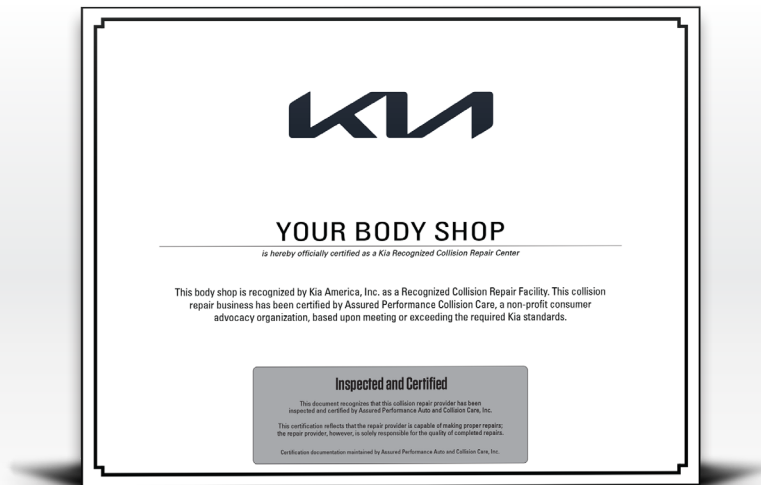 KIA
YOUR BODY SHOP
is hereby officially certified as a Kia Recognized Collision Repair Center
This body shop is recognized by Kia America, Inc. as a Recognized Collision Repair Facility. This collision
repair business has been certified by Assured Performance Collision Care, a non-profit consumer
advocacy organization, based upon meeting or exceeding the required Kia standards.
Inspected and Certified
This document recognizes that this collision repair provider has been
inspected and certified by Assured Performance Auto and Collision Care, Inc.
This certification reflects that the repair provider is capable of making proper repairs;
the repair provider, however, is solely responsible for the quality of completed repairs.
Certification documentation maintained by Assured Performance Auto and Collision Care, Inc.